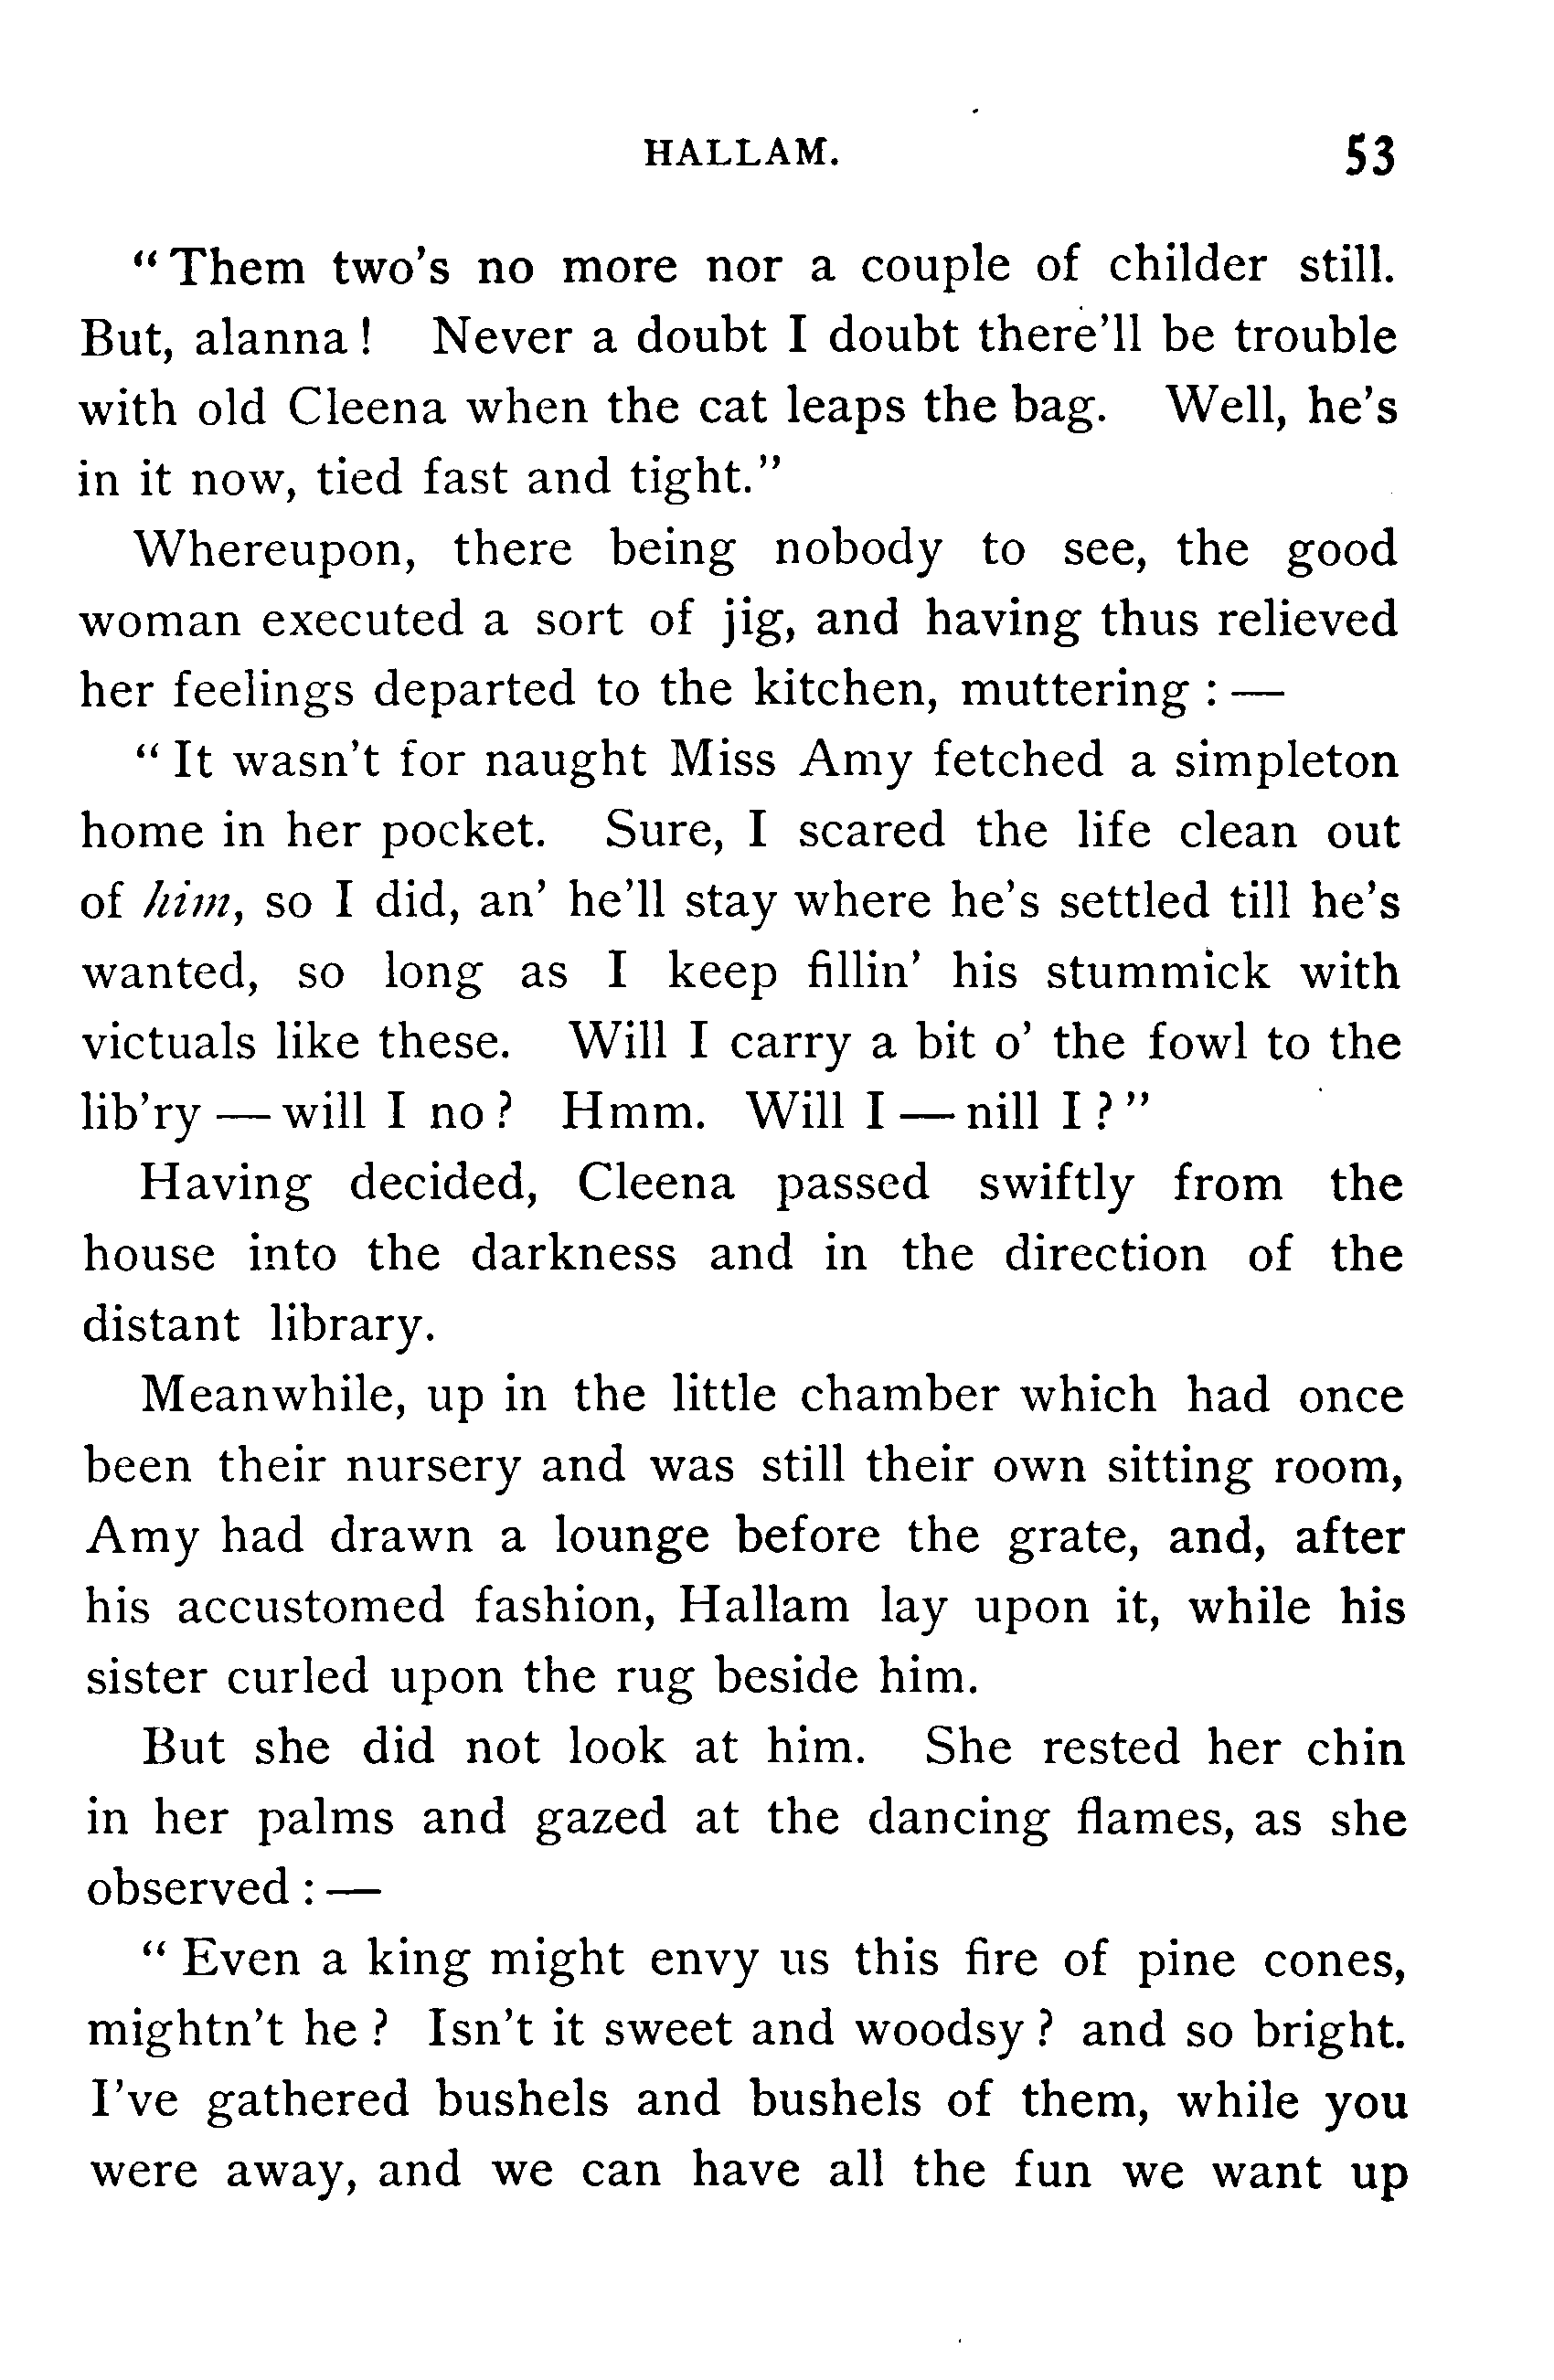 HALLAM. 53
“Them two’s no more nor a couple of childer still.
But, alanna! Never a doubt I doubt there’ll be trouble
with old Cleena when the cat leaps the bag. Well, he’s
in it now, tied fast and tight.”
Whereupon, there being nobody to see, the good
woman executed a sort of jig, and having thus relieved
her feelings departed to the kitchen, muttering: —
“It wasn’t for naught Miss Amy fetched a simpleton
home in her pocket. Sure, I scared the life clean out
of him, so I did, an’ he’ll stay where he’s settled till he’s
wanted, so long as I keep fillin’ his stummick with
victuals like these. Will I carry a bit o’ the fowl to the
lib’ry — will I no? Hmm. Will I — nill I?”
Having decided, Cleena passed swiftly from the
house into the darkness and in the direction of the
distant library.
Meanwhile, up in the little chamber which had once
been their nursery and was still their own sitting room,
Amy had drawn a lounge before the grate, and, after
his accustomed fashion, Hallam lay upon it, while his
sister curled upon the rug beside him.
But she did not look at him. She rested her chin
in her palms and gazed at the dancing flames, as she
observed: —
“Even a king might envy us this fire of pine cones,
mightn’t he? Isn’t it sweet and woodsy? and so bright.
I’ve gathered bushels and bushels of them, while you
were away, and we can have all the fun we want up